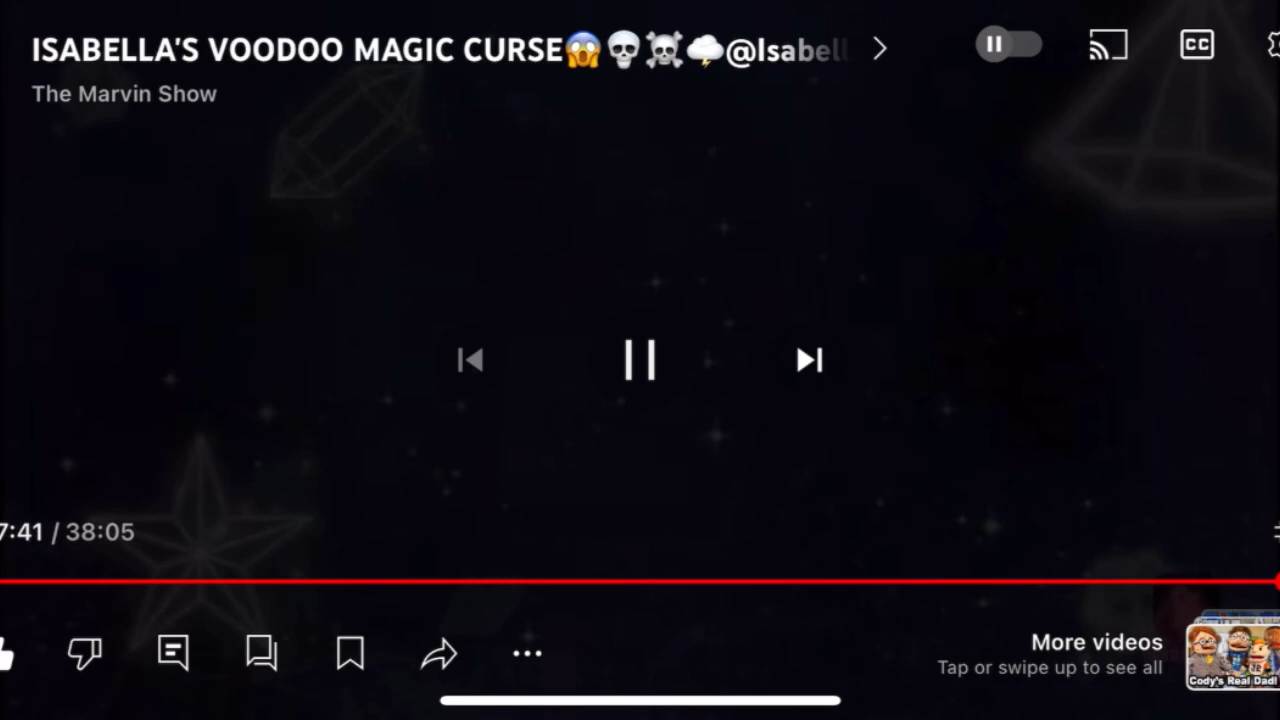 ISABELLA'S VOODOO MAGIC CURSE😱💀☠️🌩️@Isabell
The Marvin Show
CC
7:41 / 38:05
More videos
Tap or swipe up to see all
Cody's Real Dad!